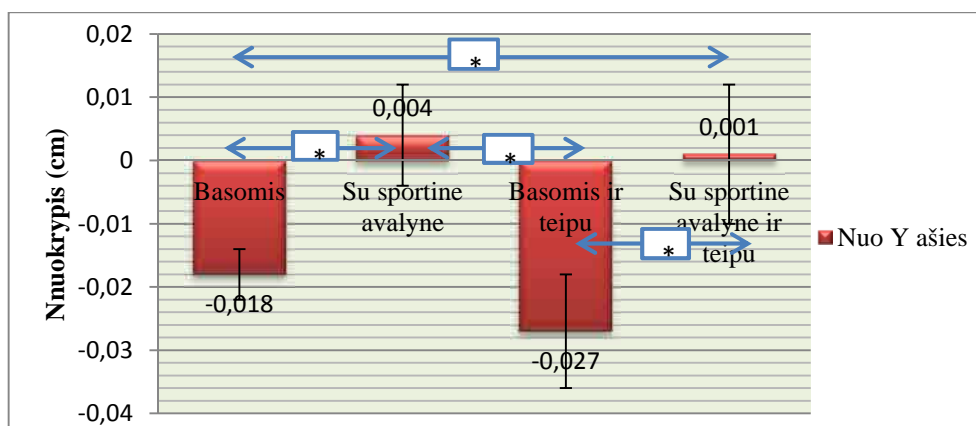 Nnuokrypis (cm)
0,02
0,01
0
-0,01
-0,02
-0,03
-0,04
*
*
*
*
0,004
0,001
-0,018
-0,027
Basomis
Su sportine
avalyne
Basomis ir
teipu
Su sportine
avalyne ir
teipu
Nuo Y ašies